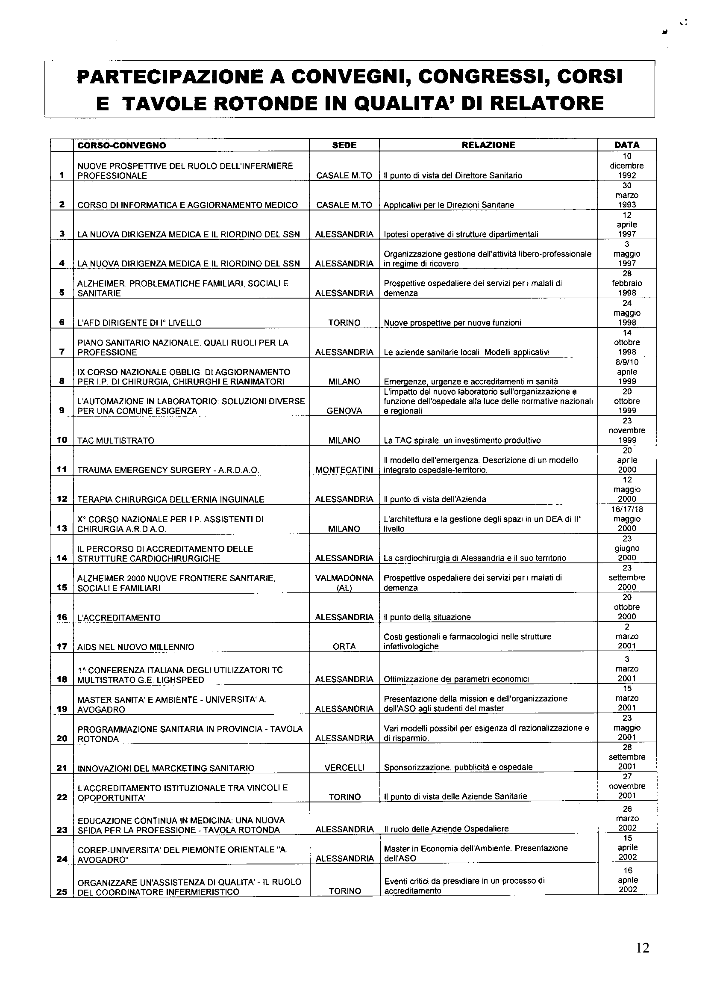 PARTECIPAZIONE A CONVEGNI, CONGRESSI, CORSI
E TAVOLE ROTONDE IN QUALITA’ DI RELATORE
CORSO-CONVEGNO SEDE RELAZIONE DATA
10
NUOVE PROSPETTIVE DEL RUOLO DELL'INFERMIERE dicembre
1 PROFESSIONALE CASALE M.TO Il punto di vista del Direttore Sanitario 1992
30
marzo
2 CORSO DI INFORMATICA E AGGIORNAMENTO MEDICO CASALE M.TO Applicativi per le Direzioni Sanitarie 1993
12
aprile
3 LA NUOVA DIRIGENZA MEDICA E IL RIORDINO DEL SSN ALESSANDRIA Ipotesi operative di strutture dipartimentali 1997
3
Organizzazione gestione dell'attività libero-professionale maggio
4 LA NUOVA DIRIGENZA MEDICA E IL RIORDINO DEL SSN ALESSANDRIA in regime di ricovero 1997
28
ALZHEIMER. PROBLEMATICHE FAMILIARI, SOCIALI E Prospettive ospedaliere dei servizi per i malati di febbraio
5 SANITARIE ALESSANDRIA demenza 1998
24
maggio
6 L'AFD DIRIGENTE DI I° LIVELLO TORINO Nuove prospettive per nuove funzioni 1998
14
PIANO SANITARIO NAZIONALE. QUALI RUOLI PER LA ottobre
7 PROFESSIONE ALESSANDRIA Le aziende sanitarie locali. Modelli applicativi 1998
8/9/10
IX CORSO NAZIONALE OBBLIG. DI AGGIORNAMENTO aprile
8 PER I.P. DI CHIRURGIA, CHIRURGHI E RIANIMATORI MILANO Emergenze, urgenze e accreditamenti in sanità 1999
L'impatto del nuovo laboratorio sull'organizzazione e 20
L'AUTOMAZIONE IN LABORATORIO: SOLUZIONI DIVERSE funzione dell'ospedale alla luce delle normative nazionali ottobre
9 PER UNA COMUNE ESIGENZA GENOVA e regionali 1999
23
novembre
10 TAC MULTISTRATO MILANO La TAC spirale: un investimento produttivo 1999
20
Il modello dell'emergenza. Descrizione di un modello aprile
11 TRAUMA EMERGENCY SURGERY - A.R.D.A.O. MONTECATINI integrato ospedale-territorio. 2000
12
maggio
12 TERAPIA CHIRURGICA DELL'ERNIA INGUINALE ALESSANDRIA Il punto di vista dell'Azienda 2000
16/17/18
X° CORSO NAZIONALE PER I.P. ASSISTENTI DI L'architettura e la gestione degli spazi in un DEA di II° maggio
13 CHIRURGIA A.R.D.A.O. MILANO livello 2000
23
IL PERCORSO DI ACCREDITAMENTO DELLE giugno
14 STRUTTURE CARDIOCHIRURGICHE ALESSANDRIA La cardiochirurgia di Alessandria e il suo territorio 2000
23
ALZHEIMER 2000 NUOVE FRONTIERE SANITARIE, VALMADONNA Prospettive ospedaliere dei servizi per i malati di settembre
15 SOCIALI E FAMILIARI (AL) demenza 2000
20
ottobre
16 L'ACCREDITAMENTO ALESSANDRIA Il punto della situazione 2000
2
Costi gestionali e farmacologici nelle strutture marzo
17 AIDS NEL NUOVO MILLENNIO ORTA infettivologiche 2001
3
1^ CONFERENZA ITALIANA DEGLI UTILIZZATORI TC marzo
18 MULTISTRATO G.E. LIGHSPEED ALESSANDRIA Ottimizzazione dei parametri economici 2001
15
MASTER SANITA' E AMBIENTE - UNIVERSITA' A. Presentazione della mission e dell'organizzazione marzo
19 AVOGADRO ALESSANDRIA dell'ASO agli studenti del master 2001
23
PROGRAMMAZIONE SANITARIA IN PROVINCIA - TAVOLA Vari modelli possibil per esigenza di razionalizzazione e maggio
20 ROTONDA ALESSANDRIA di risparmio. 2001
28
settembre
21 INNOVAZIONI DEL MARCKETING SANITARIO VERCELLI Sponsorizzazione, pubblicità e ospedale 2001
27
L'ACCREDITAMENTO ISTITUZIONALE TRA VINCOLI E novembre
22 OPOPORTUNITA' TORINO Il punto di vista delle Aziende Sanitarie 2001
26
EDUCAZIONE CONTINUA IN MEDICINA: UNA NUOVA marzo
23 SFIDA PER LA PROFESSIONE - TAVOLA ROTONDA ALESSANDRIA Il ruolo delle Aziende Ospedaliere 2002
15
COREP-UNIVERSITA' DEL PIEMONTE ORIENTALE "A. Master in Economia dell'Ambiente. Presentazione aprile
24 AVOGADRO" ALESSANDRIA dell'ASO 2002
16
ORGANIZZARE UN'ASSISTENZA DI QUALITA' - IL RUOLO Eventi critici da presidiare in un processo di aprile
25 DEL COORDINATORE INFERMIERISTICO TORINO accreditamento 2002
12